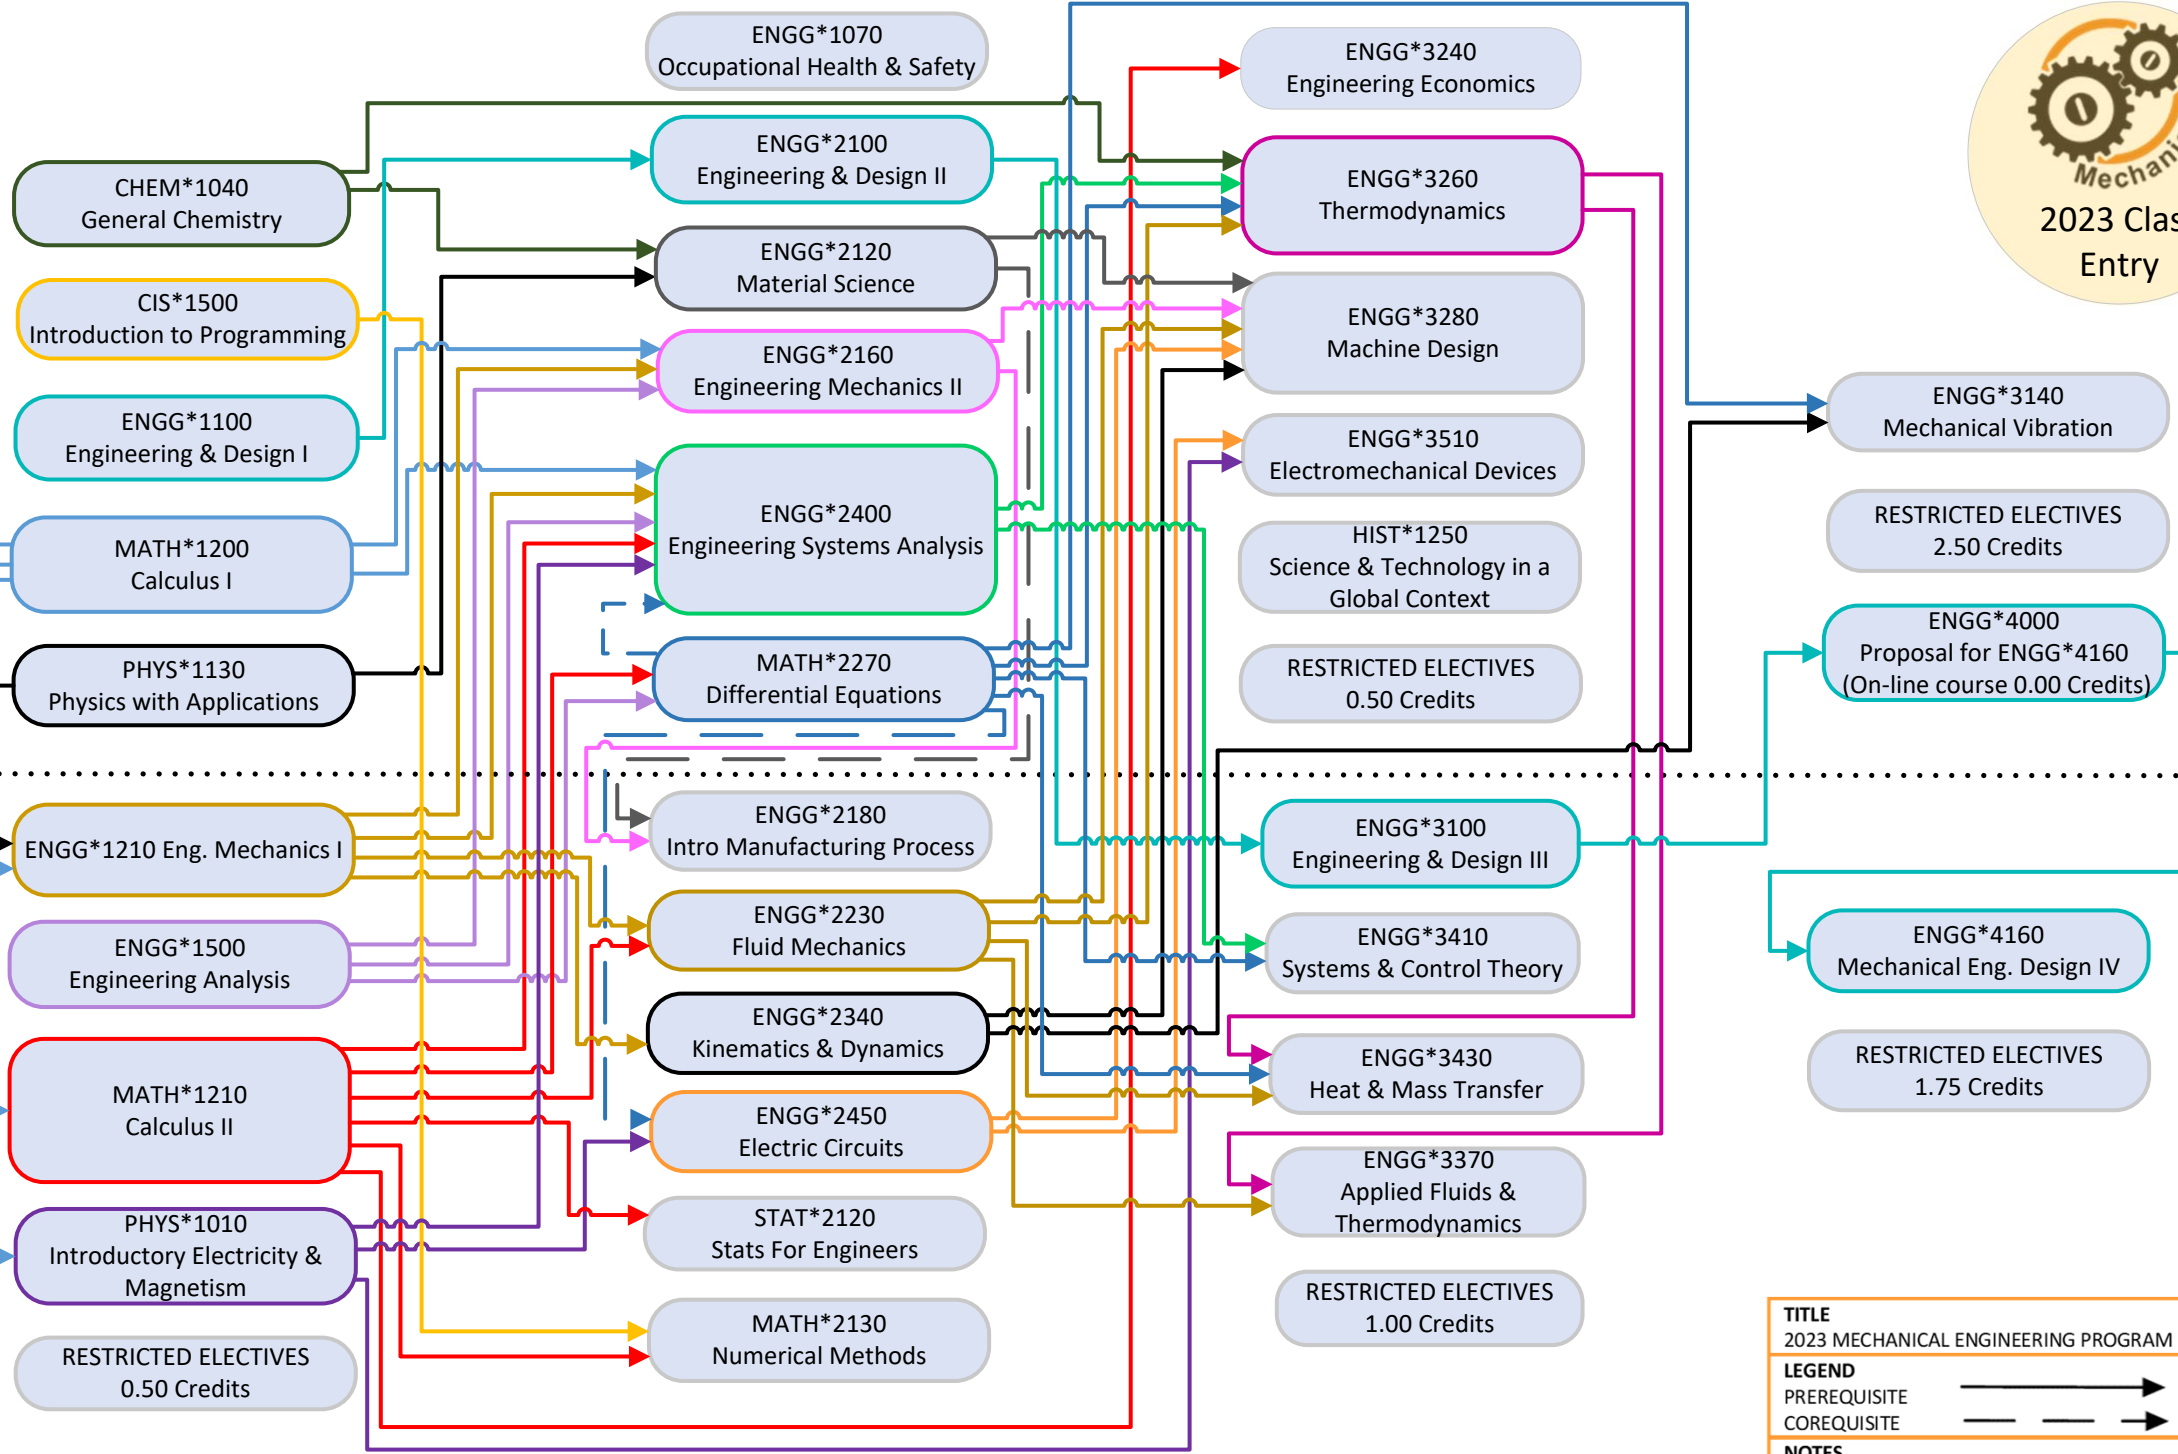 ENGG*1070
Occupational Health & Safety
ENGG*3240
Engineering Economics
CHEM*1040
General Chemistry
ENGG*2100
Engineering & Design II
ENGG*3260
Thermodynamics
Mechanic
2023 Clas
Entry
CIS*1500
Introduction to Programming
ENGG*2120
Material Science
ENGG*3280
Machine Design
ENGG*1100
Engineering & Design I
ENGG*2160
Engineering Mechanics II
ENGG*3510
Electromechanical Devices
ENGG*3140
Mechanical Vibration
MATH*1200
Calculus I
ENGG*2400
Engineering Systems Analysis
HIST*1250
Science & Technology in a
Global Context
RESTRICTED ELECTIVES
2.50 Credits
PHYS*1130
Physics with Applications
MATH*2270
Differential Equations
RESTRICTED ELECTIVES
0.50 Credits
ENGG*4000
Proposal for ENGG*4160
(On-line course 0.00 Credits)
ENGG*1210 Eng. Mechanics I
ENGG*2180
Intro Manufacturing Process
ENGG*3100
Engineering & Design III
ENGG*1500
Engineering Analysis
ENGG*2230
Fluid Mechanics
ENGG*3410
Systems & Control Theory
ENGG*4160
Mechanical Eng. Design IV
MATH*1210
Calculus II
ENGG*2340
Kinematics & Dynamics
ENGG*3430
Heat & Mass Transfer
RESTRICTED ELECTIVES
1.75 Credits
ENGG*2450
Electric Circuits
ENGG*3370
Applied Fluids &
Thermodynamics
PHYS*1010
Introductory Electricity &
Magnetism
STAT*2120
Stats For Engineers
RESTRICTED ELECTIVES
1.00 Credits
RESTRICTED ELECTIVES
0.50 Credits
MATH*2130
Numerical Methods
TITLE
2023 MECHANICAL ENGINEERING PROGRAM
LEGEND
PREREQUISITE
COREQUISITE
NOTES